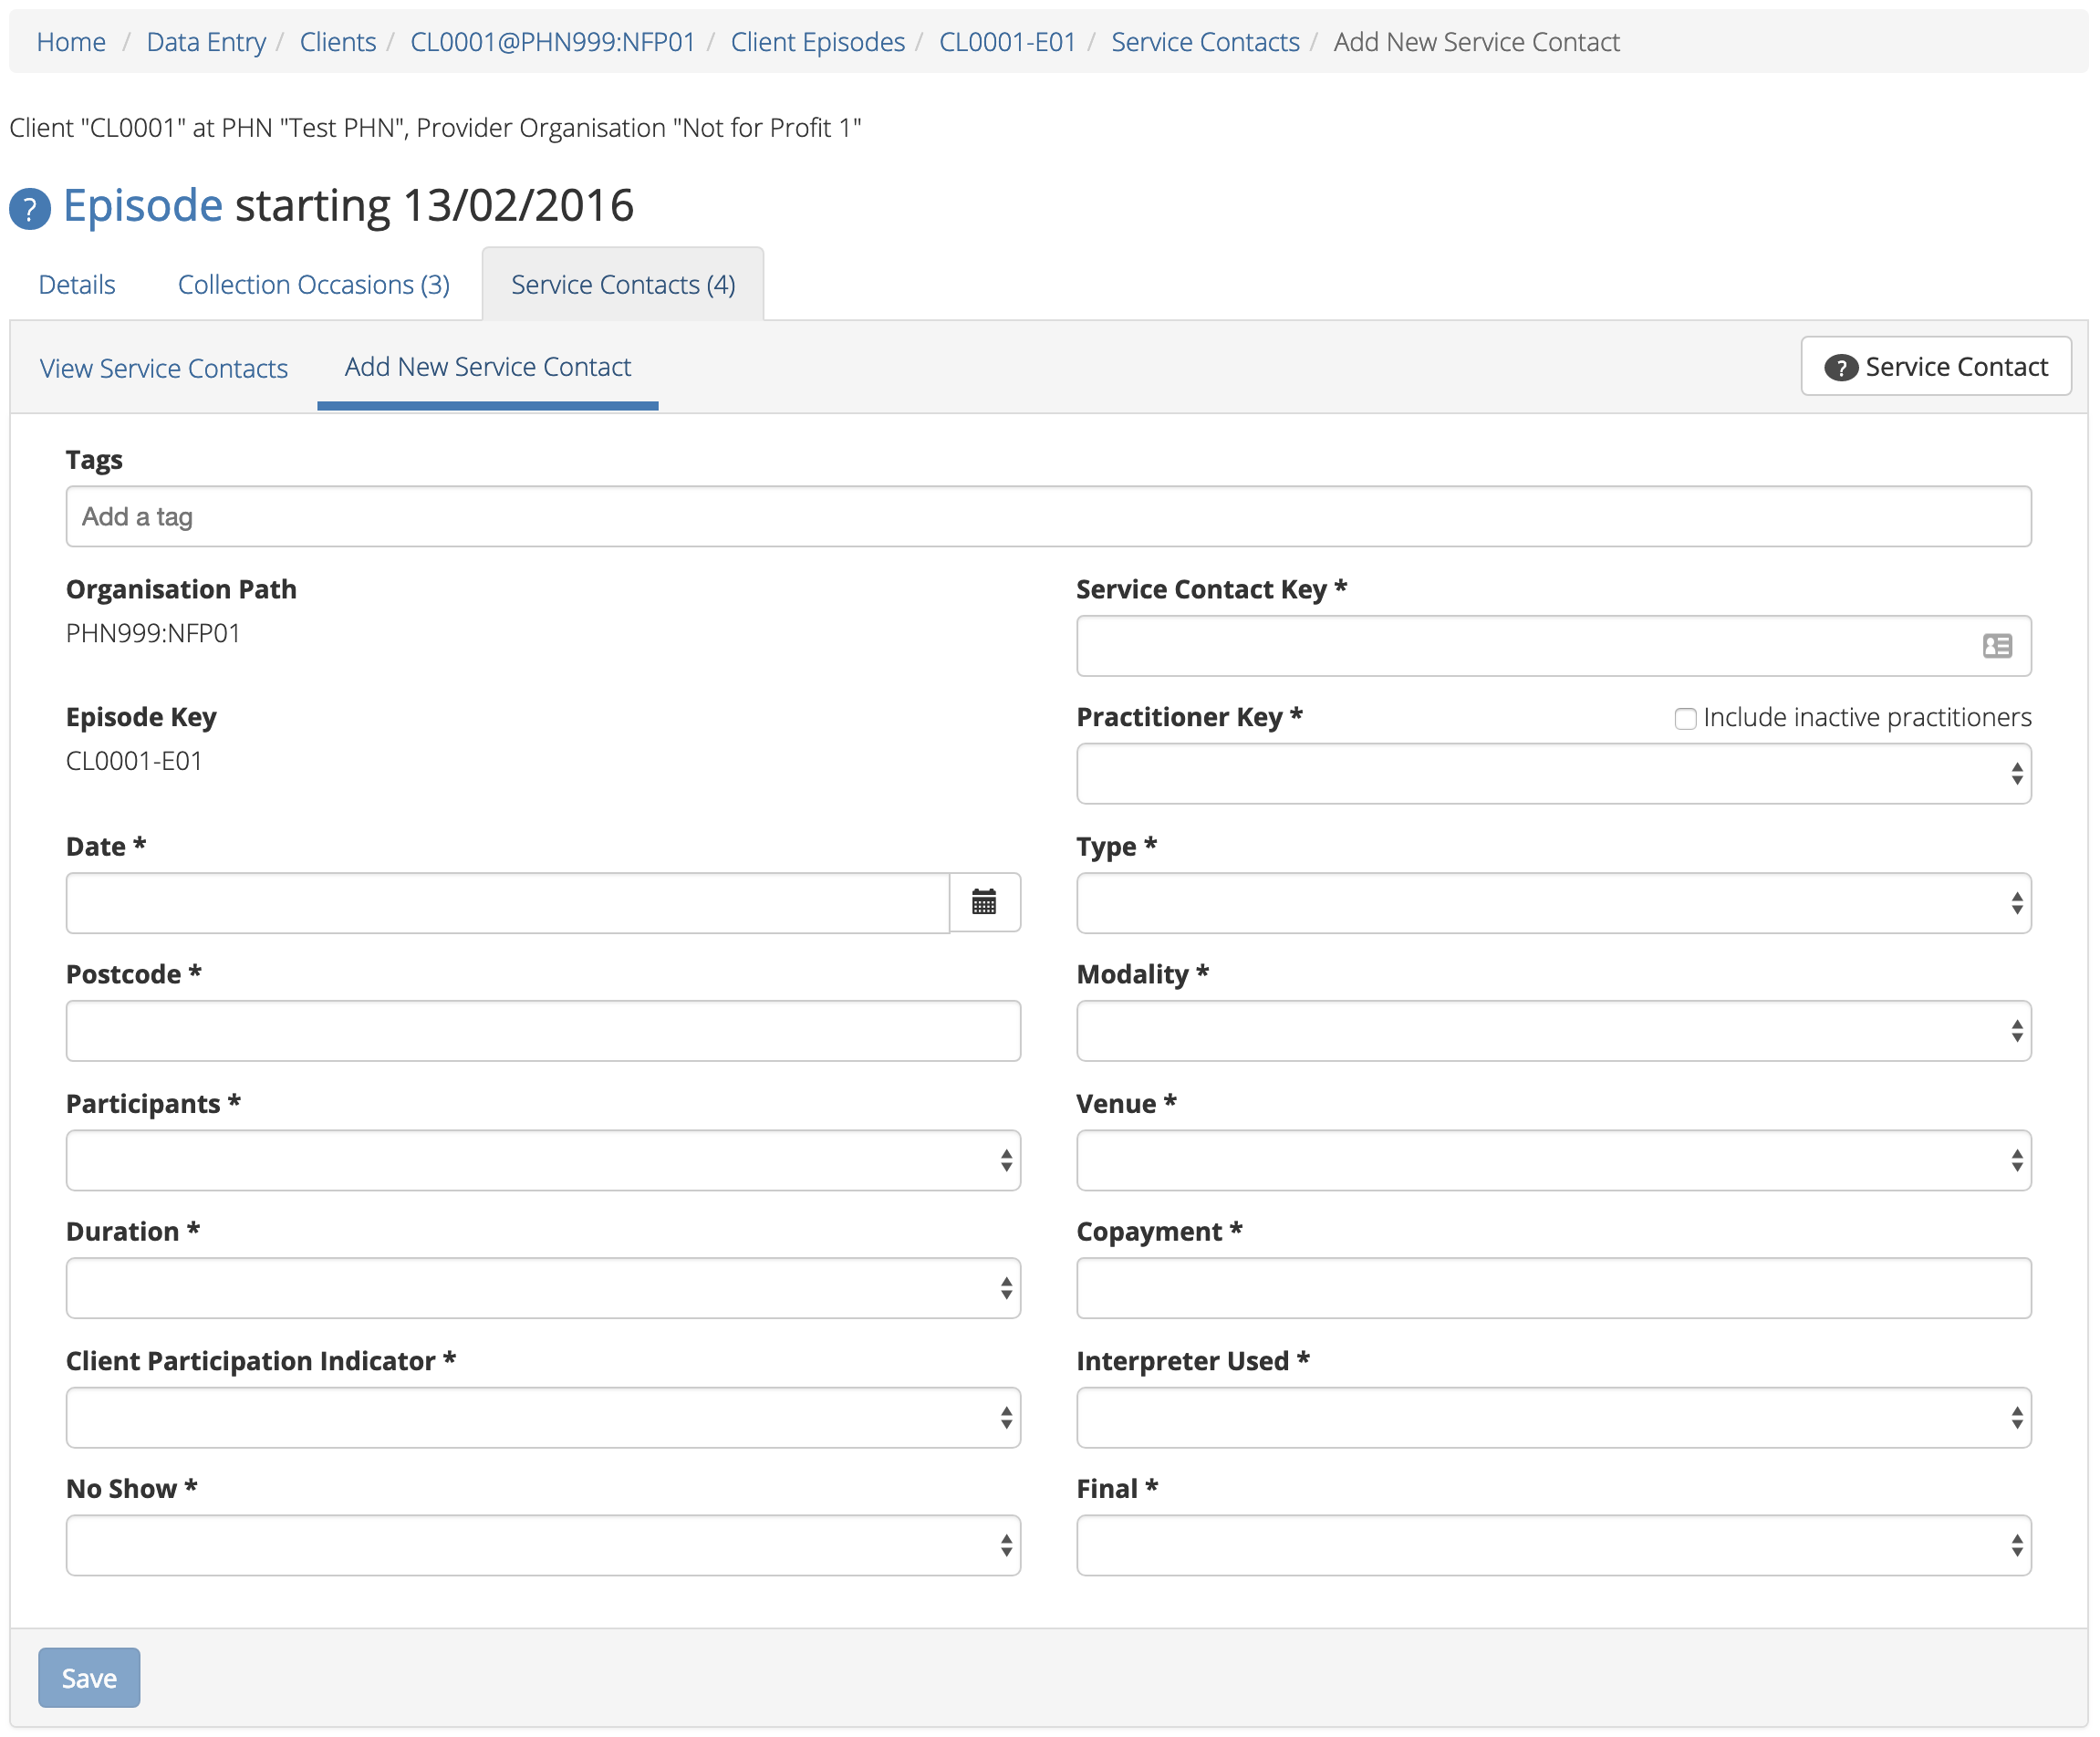 Home / Data Entry / Clients / CL0001@PHN999:NFP01 / Client Episodes / CL0001-E01 / Service Contacts / Add New Service Contact
Client "CL0001" at PHN "Test PHN", Provider Organisation "Not for Profit 1"
? Episode starting 13/02/2016
Details Collection Occasions (3) Service Contacts (4)
View Service Contacts Add New Service Contact ? Service Contact
Tags
Add a tag
Organisation Path Service Contact Key *
PHN999:NFP01
Episode Key Practitioner Key * Include inactive practitioners
CL0001-E01
Date * Type *
Postcode * Modality *
Participants * Venue *
Duration * Copayment *
Client Participation Indicator * Interpreter Used *
No Show * Final *
Save